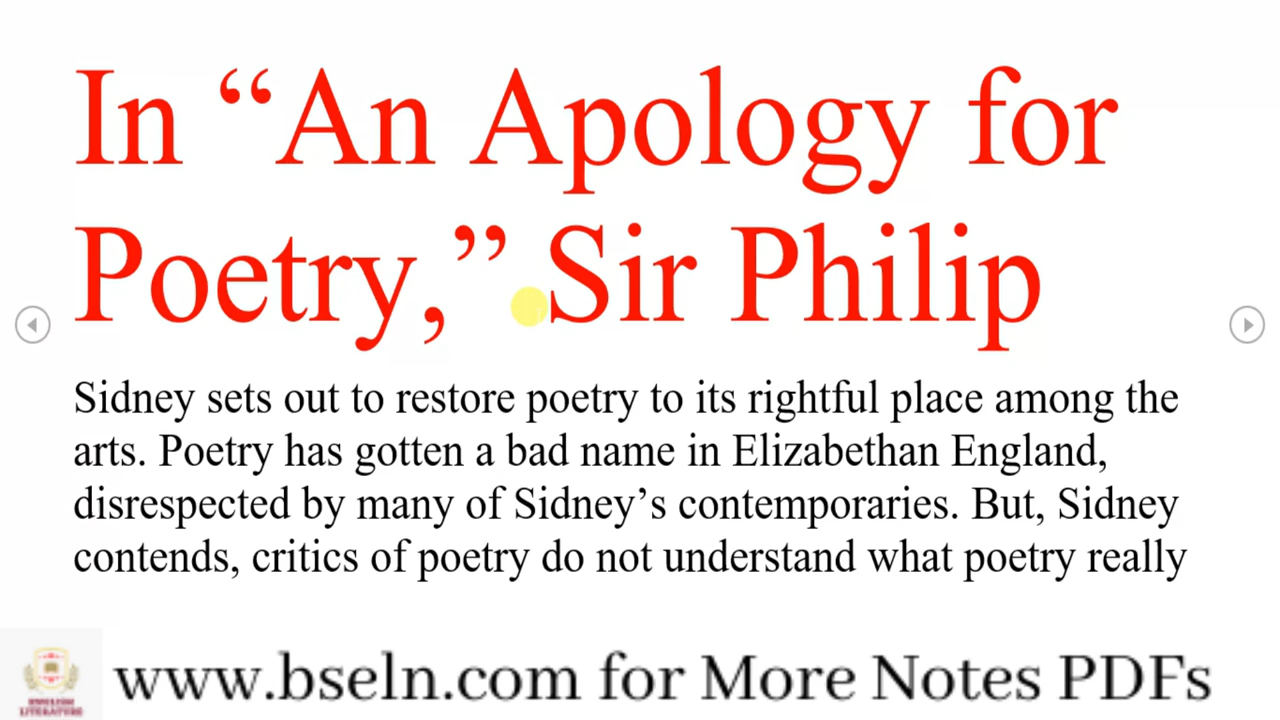 In “An Apology for
Poetry,” Sir Philip
Sidney sets out to restore poetry to its rightful place among the
arts. Poetry has gotten a bad name in Elizabethan England,
disrespected by many of Sidney’s contemporaries. But, Sidney
contends, critics of poetry do not understand what poetry really
www.bseln.com for More Notes PDFs
ENGLISH
LITERATURE